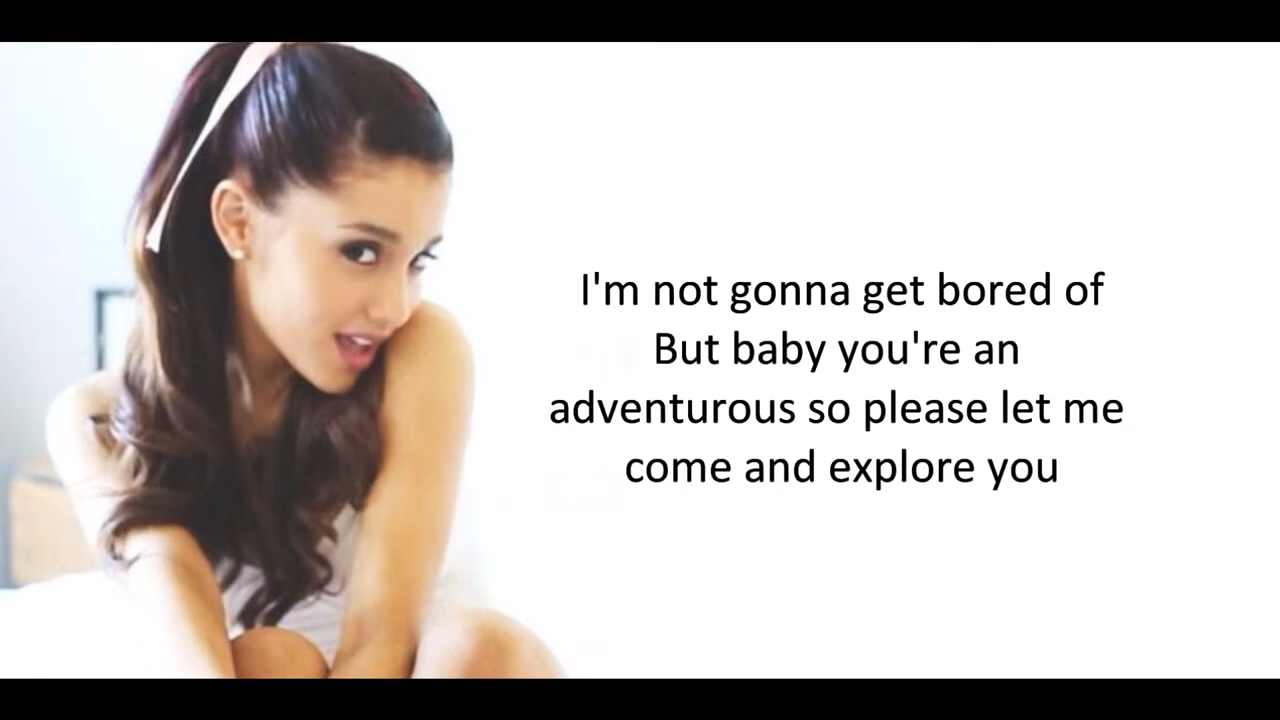 I'm not gonna get bored of
But baby you're an
adventurous so please let me
come and explore you